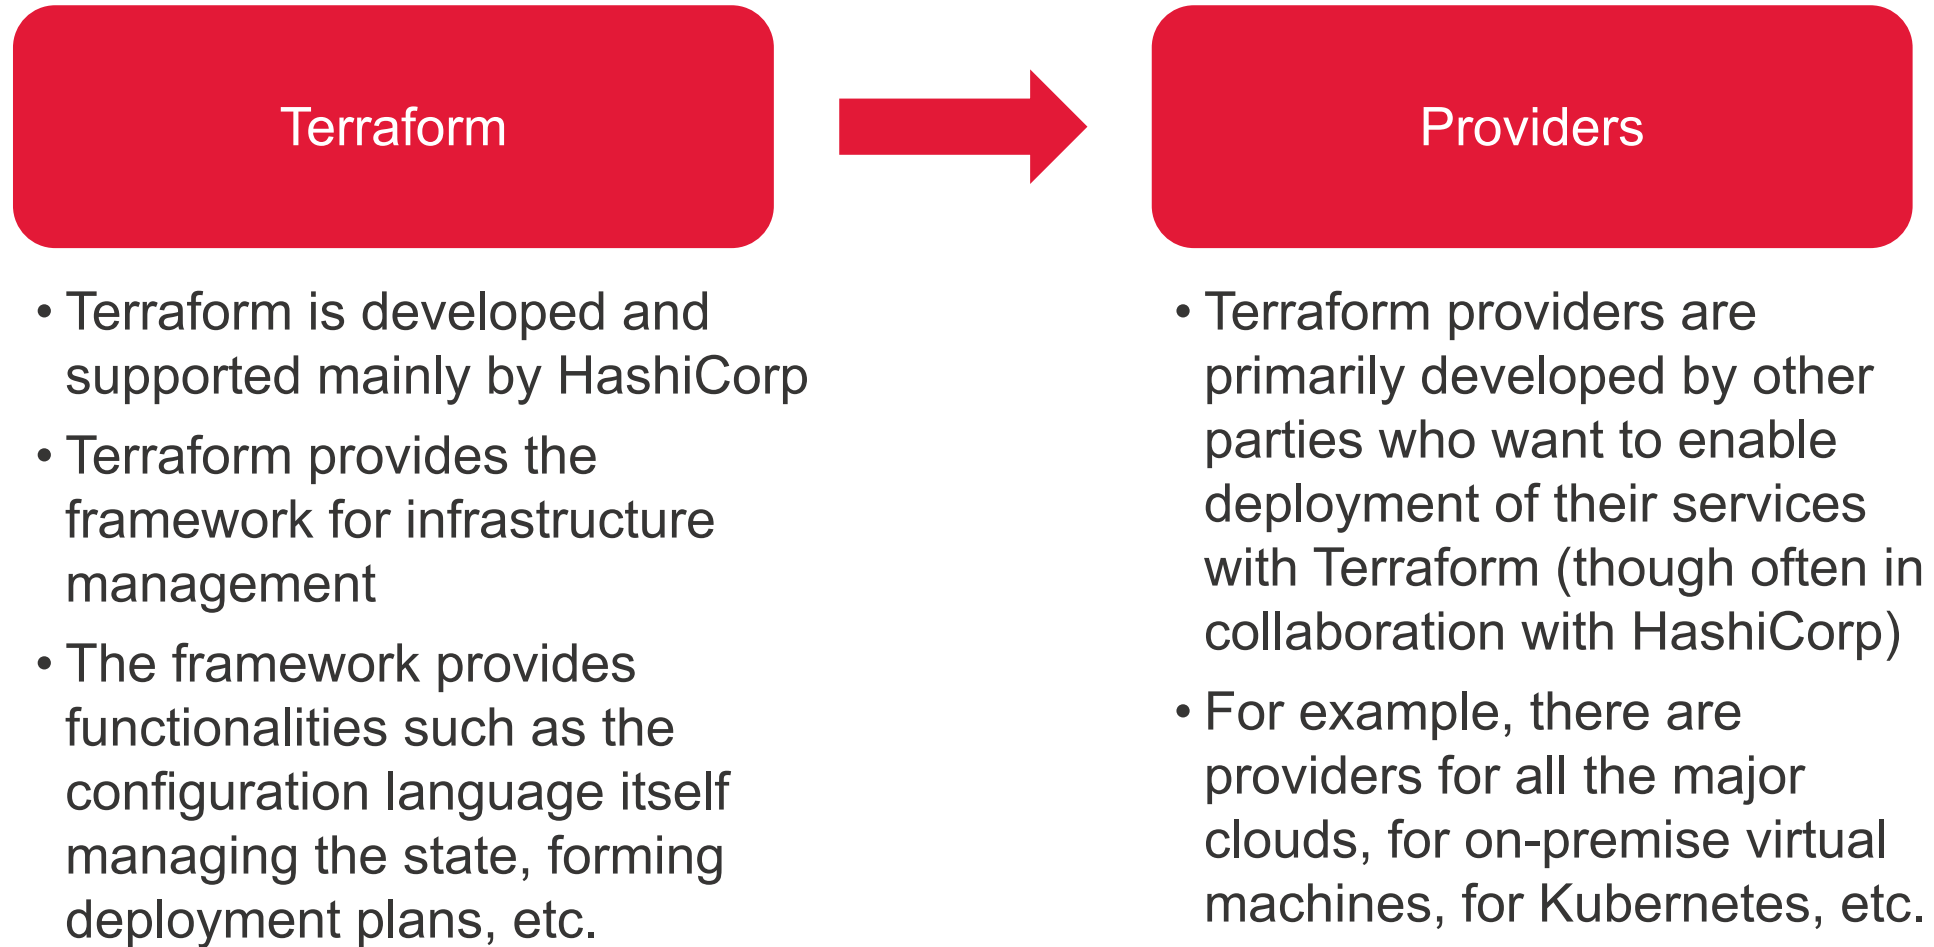 Terraform
Providers
• Terraform is developed and
supported mainly by HashiCorp
• Terraform provides the
framework for infrastructure
management
• The framework provides
functionalities such as the
configuration language itself
managing the state, forming
deployment plans, etc.
• Terraform providers are
primarily developed by other
parties who want to enable
deployment of their services
with Terraform (though often in
collaboration with HashiCorp)
• For example, there are
providers for all the major
clouds, for on-premise virtual
machines, for Kubernetes, etc.